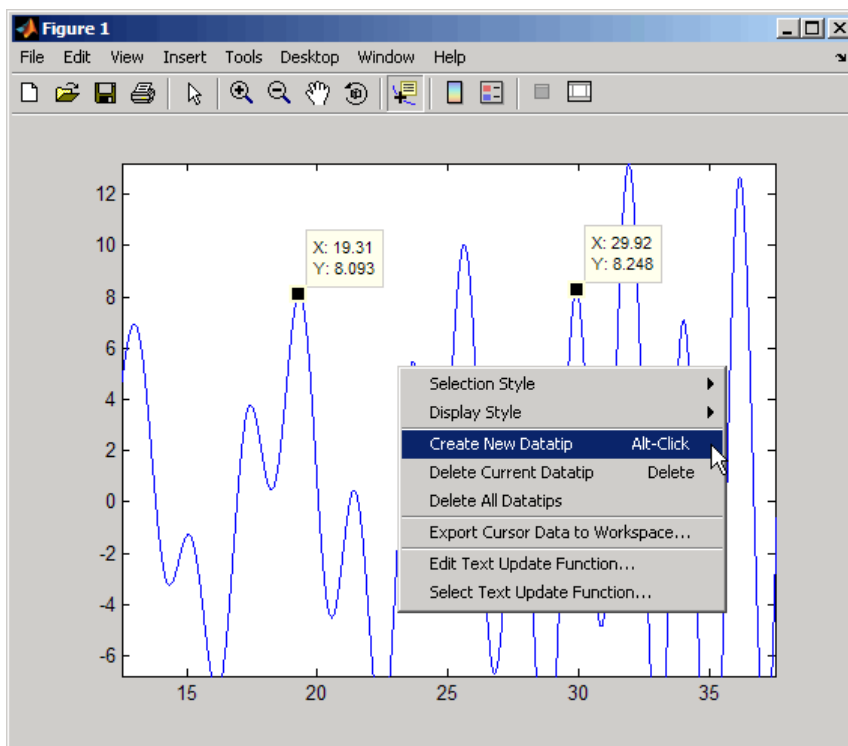 Figure 1
File Edit View Insert Tools Desktop Window Help
12
10
8
6
4
2
0
-2
-4
-6
X: 19.31
Y: 8.093
X: 29.92
Y: 8.248
Selection Style
Display Style
Create New Datatip Alt-Click
Delete Current Datatip Delete
Delete All Datatips
Export Cursor Data to Workspace...
Edit Text Update Function...
Select Text Update Function...
15 20 25 30 35